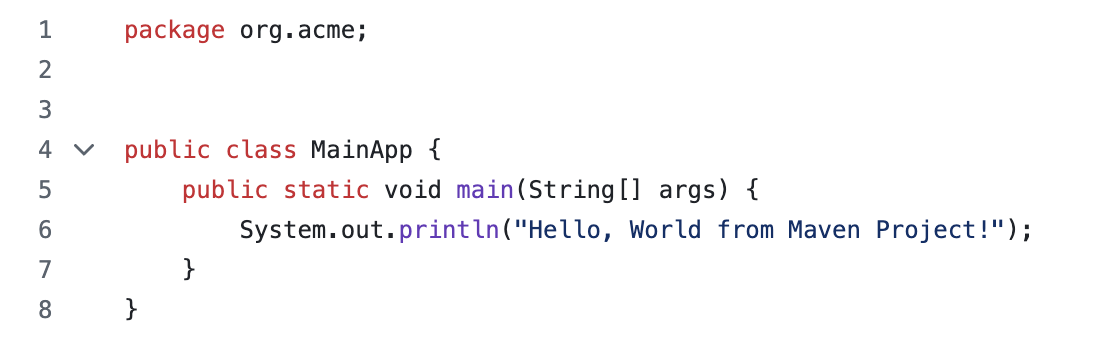 1 package org.acme;
2
3
4 public class MainApp {
5     public static void main(String[] args) {
6         System.out.println("Hello, World from Maven Project!");
7     }
8 }